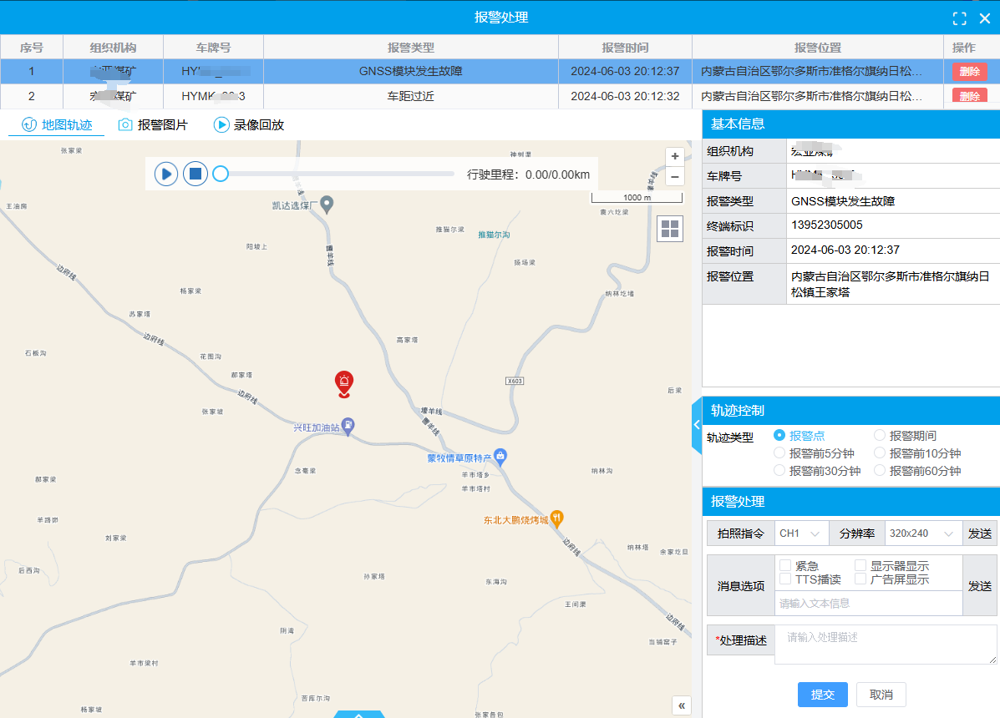 报警处理
序号 组织机构 车牌号 报警类型 报警时间 报警位置 操作
1 煤矿 HY GNSS模块发生故障 2024-06-03 20:12:37 内蒙古自治区鄂尔多斯市准格尔旗纳日松... 删除
2 煤矿 HYMK 3 车距过近 2024-06-03 20:12:32 内蒙古自治区鄂尔多斯市准格尔旗纳日松... 删除
地图轨迹 报警图片 录像回放
行驶里程：0.00/0.00km
+
−
1000 m
张家梁
神树渠
王油房
凯达选煤厂
推猫尔梁
推猫尔沟
袁六圪梁
阳坡上
杨场梁
边府线
杨家梁
纳林圪堵
苏家塔
边府线
高家塔
石板沟
花图沟
郝家塔
X603
后梁
边府线
张家坡
壕羊线
兴旺加油站
蒙牧情草原特产
念毫梁
羊市塔乡
羊市塔村
纳林沟
郝家梁
羊路峁
东北大鹏烧烤城
刘家梁
边府线
纳林塔
余家圪旦
后西沟
孙家塔
东海沟
王问渠
阴湾
边府线
当铺窑子
羊市梁村
苦库尔沟
杨家坡
«
基本信息
组织机构
车牌号
报警类型 GNSS模块发生故障
终端标识 13952305005
报警时间 2024-06-03 20:12:37
报警位置 内蒙古自治区鄂尔多斯市准格尔旗纳日
松镇王家塔
轨迹控制
轨迹类型 报警点 报警期间
报警前5分钟 报警前10分钟
报警前30分钟 报警前60分钟
报警处理
拍照指令 CH1 分辨率 320x240 发送
消息选项 紧急 显示器显示 发送
TTS播读 广告屏显示
请输入文本信息
*处理描述 请输入处理描述
提交 取消